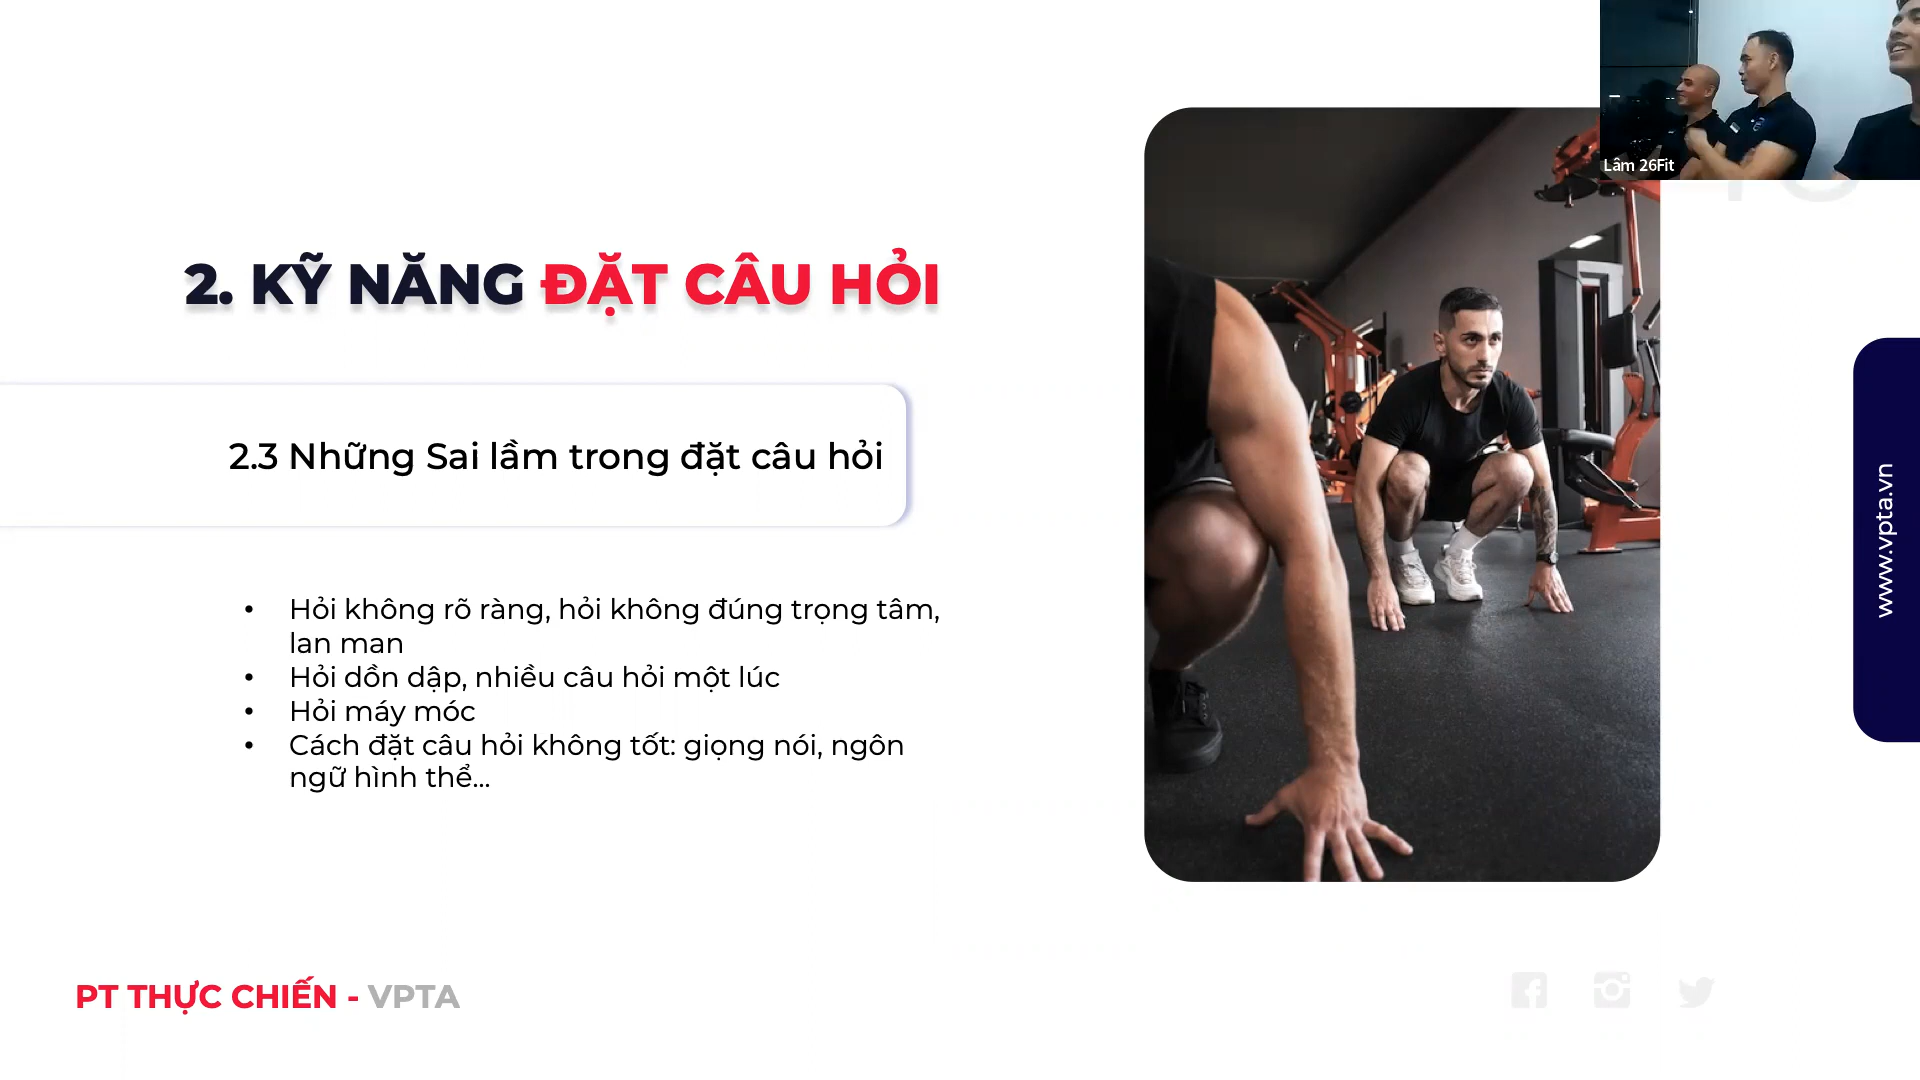 Lâm 26Fit
2. KỸ NĂNG ĐẶT CÂU HỎI
2.3 Những Sai lầm trong đặt câu hỏi
• Hỏi không rõ ràng, hỏi không đúng trọng tâm,
lan man
• Hỏi dồn dập, nhiều câu hỏi một lúc
• Hỏi máy móc
• Cách đặt câu hỏi không tốt: giọng nói, ngôn
ngữ hình thể...
www.vpta.vn
PT THỰC CHIẾN - VPTA